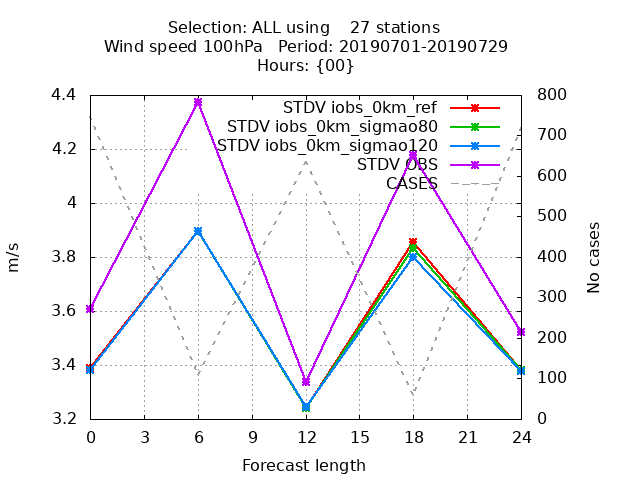 Selection: ALL using    27 stations
Wind speed 100hPa   Period: 20190701-20190729
Hours: {00}
STDV iobs_0km_ref
STDV iobs_0km_sigmao80
STDV iobs_0km_sigmao120
STDV OBS
CASES
4.4
4.2
4
3.8
3.6
3.4
3.2
800
700
600
500
400
300
200
100
0
m/s
No cases
0 3 6 9 12 15 18 21 24
Forecast length